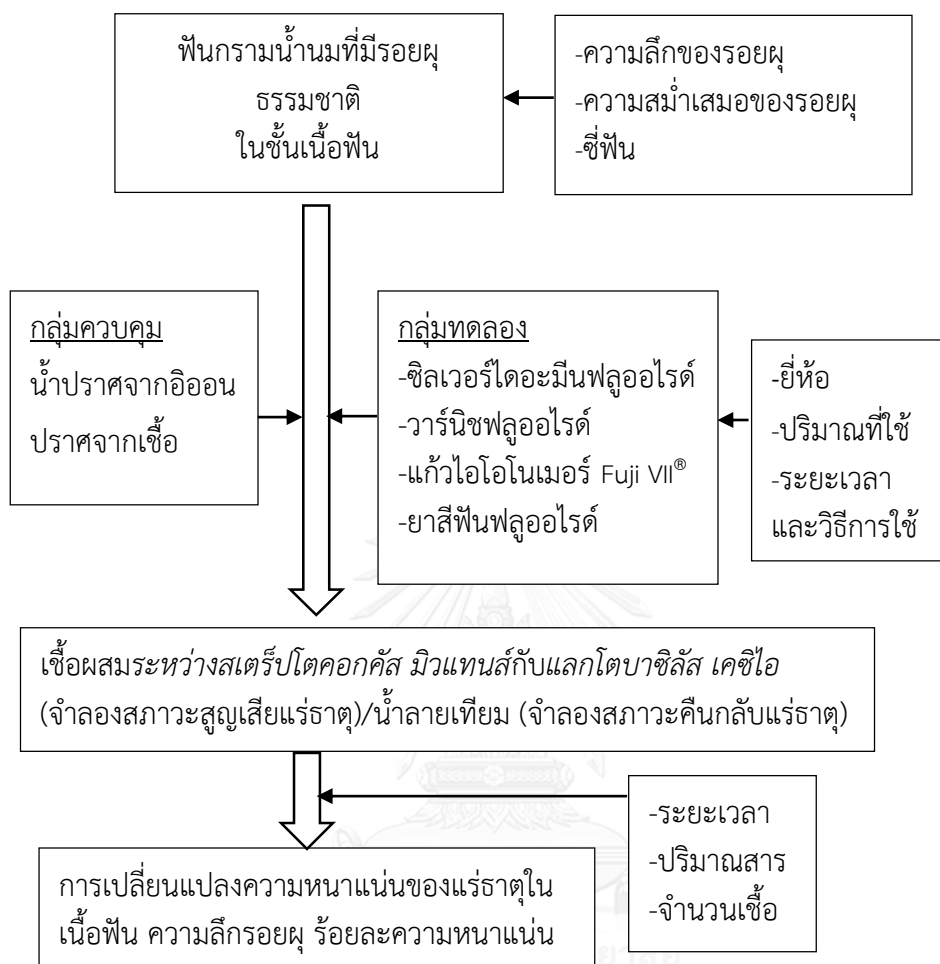 ฟันกรามน้ำนมที่มีรอยผุ
ธรรมชาติ
ในชั้นเนื้อฟัน
-ความลึกของรอยผุ
-ความสม่ำเสมอของรอยผุ
-ซี่ฟัน
กลุ่มควบคุม
น้ำปราศจากอิออน
ปราศจากเชื้อ
กลุ่มทดลอง
-ซิลเวอร์ไดอะมีนฟลูออไรด์
-วาร์นิชฟลูออไรด์
-แก้วไอโอโนเมอร์ Fuji VII®
-ยาสีฟันฟลูออไรด์
-ยี่ห้อ
-ปริมาณที่ใช้
-ระยะเวลา
และวิธีการใช้
เชื้อผสมระหว่างสเตร็ปโตคอกคัส มิวแทนส์กับแลกโตบาซิลัส เคซิไอ
(จำลองสภาวะสูญเสียแร่ธาตุ)/น้ำลายเทียม (จำลองสภาวะคืนกลับแร่ธาตุ)
-ระยะเวลา
-ปริมาณสาร
-จำนวนเชื้อ
การเปลี่ยนแปลงความหนาแน่นของแร่ธาตุใน
เนื้อฟัน ความลึกรอยผุ ร้อยละความหนาแน่น